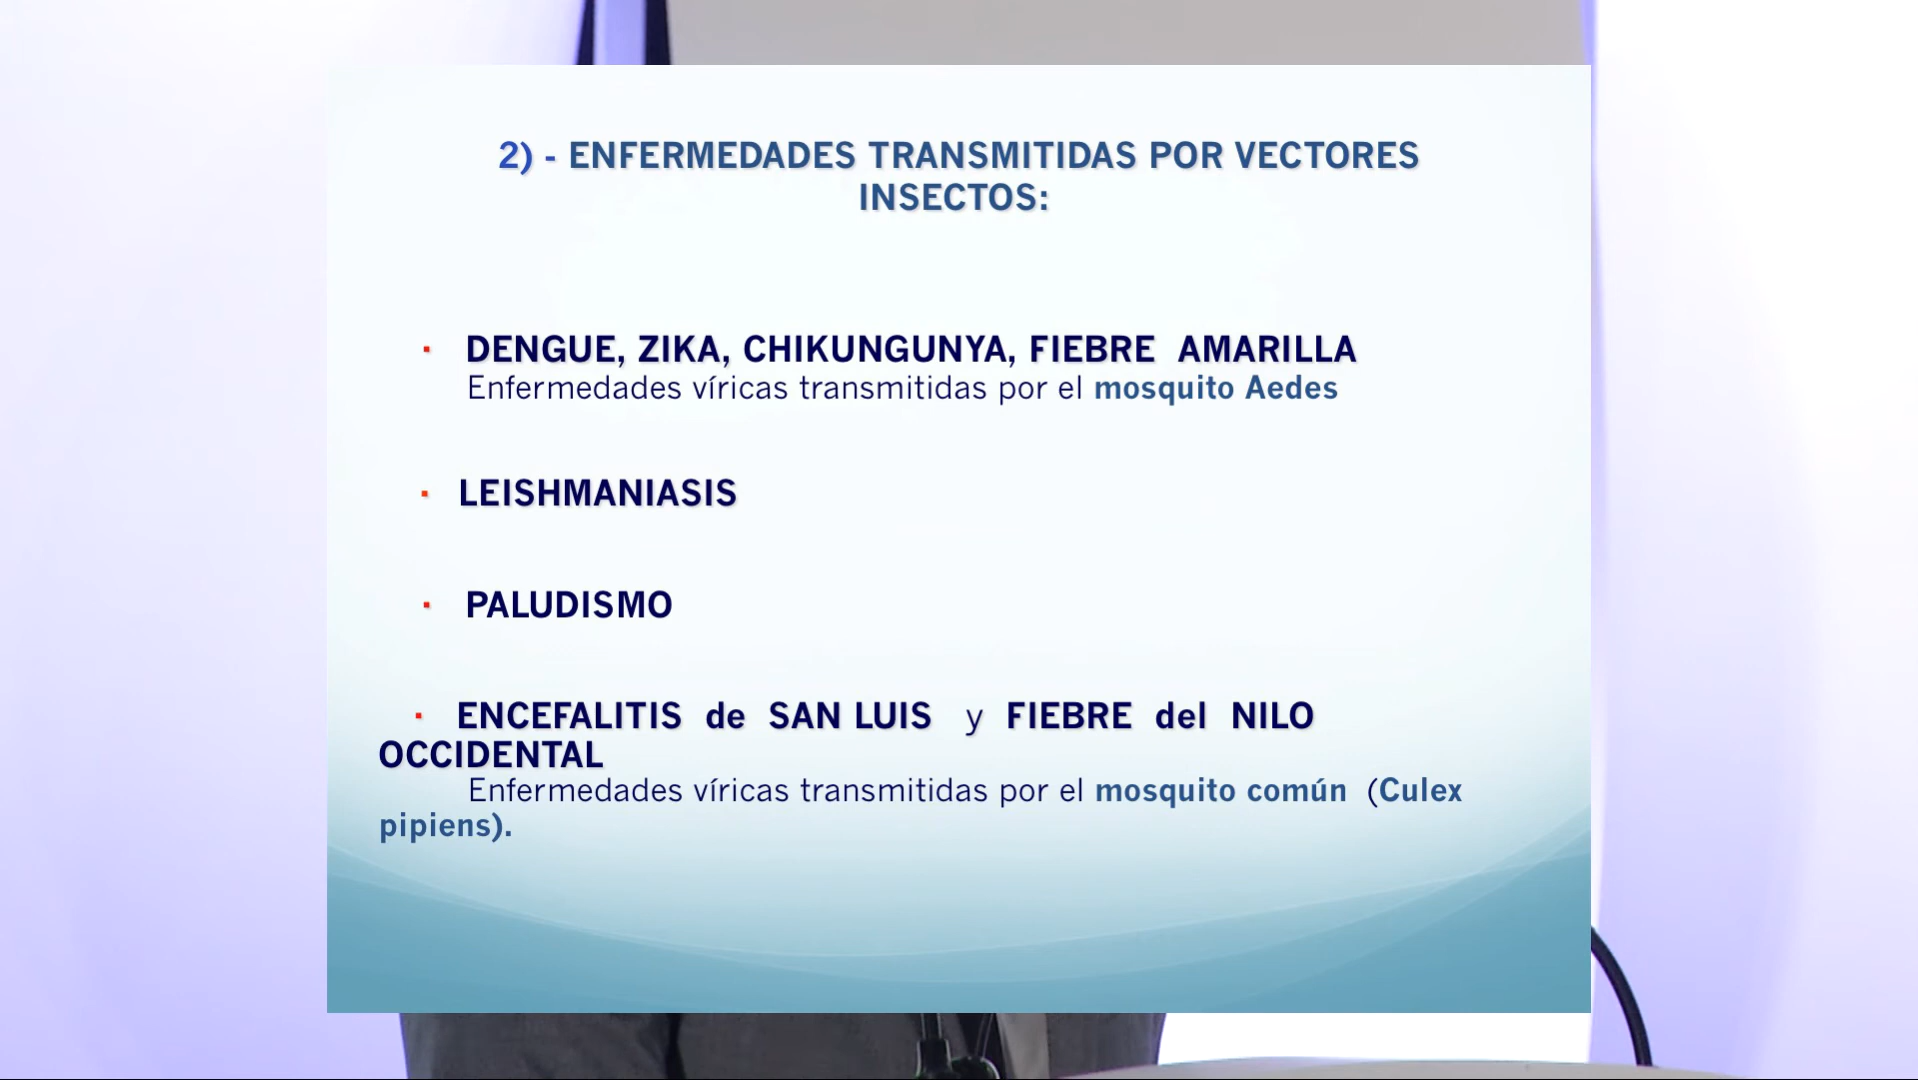 2) - ENFERMEDADES TRANSMITIDAS POR VECTORES
INSECTOS:
· DENGUE, ZIKA, CHIKUNGUNYA, FIEBRE AMARILLA
Enfermedades víricas transmitidas por el mosquito Aedes
· LEISHMANIASIS
· PALUDISMO
· ENCEFALITIS de SAN LUIS y FIEBRE del NILO
OCCIDENTAL
Enfermedades víricas transmitidas por el mosquito común (Culex
pipiens).